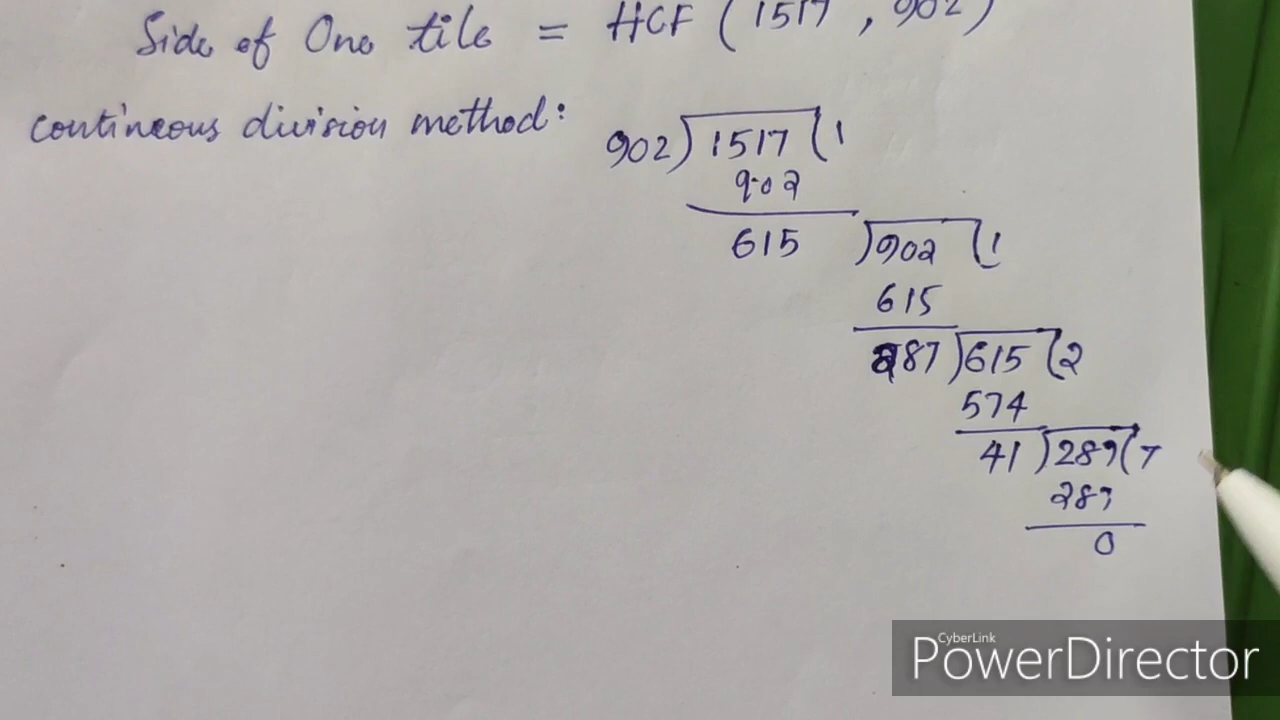 Side of One tile = HCF (1517, 902)
contineous division method:
902) 1517 (1
902
615 )902 (1
615
287 )615 (2
574
41 )287 (7
287
0
CyberLink
PowerDirector